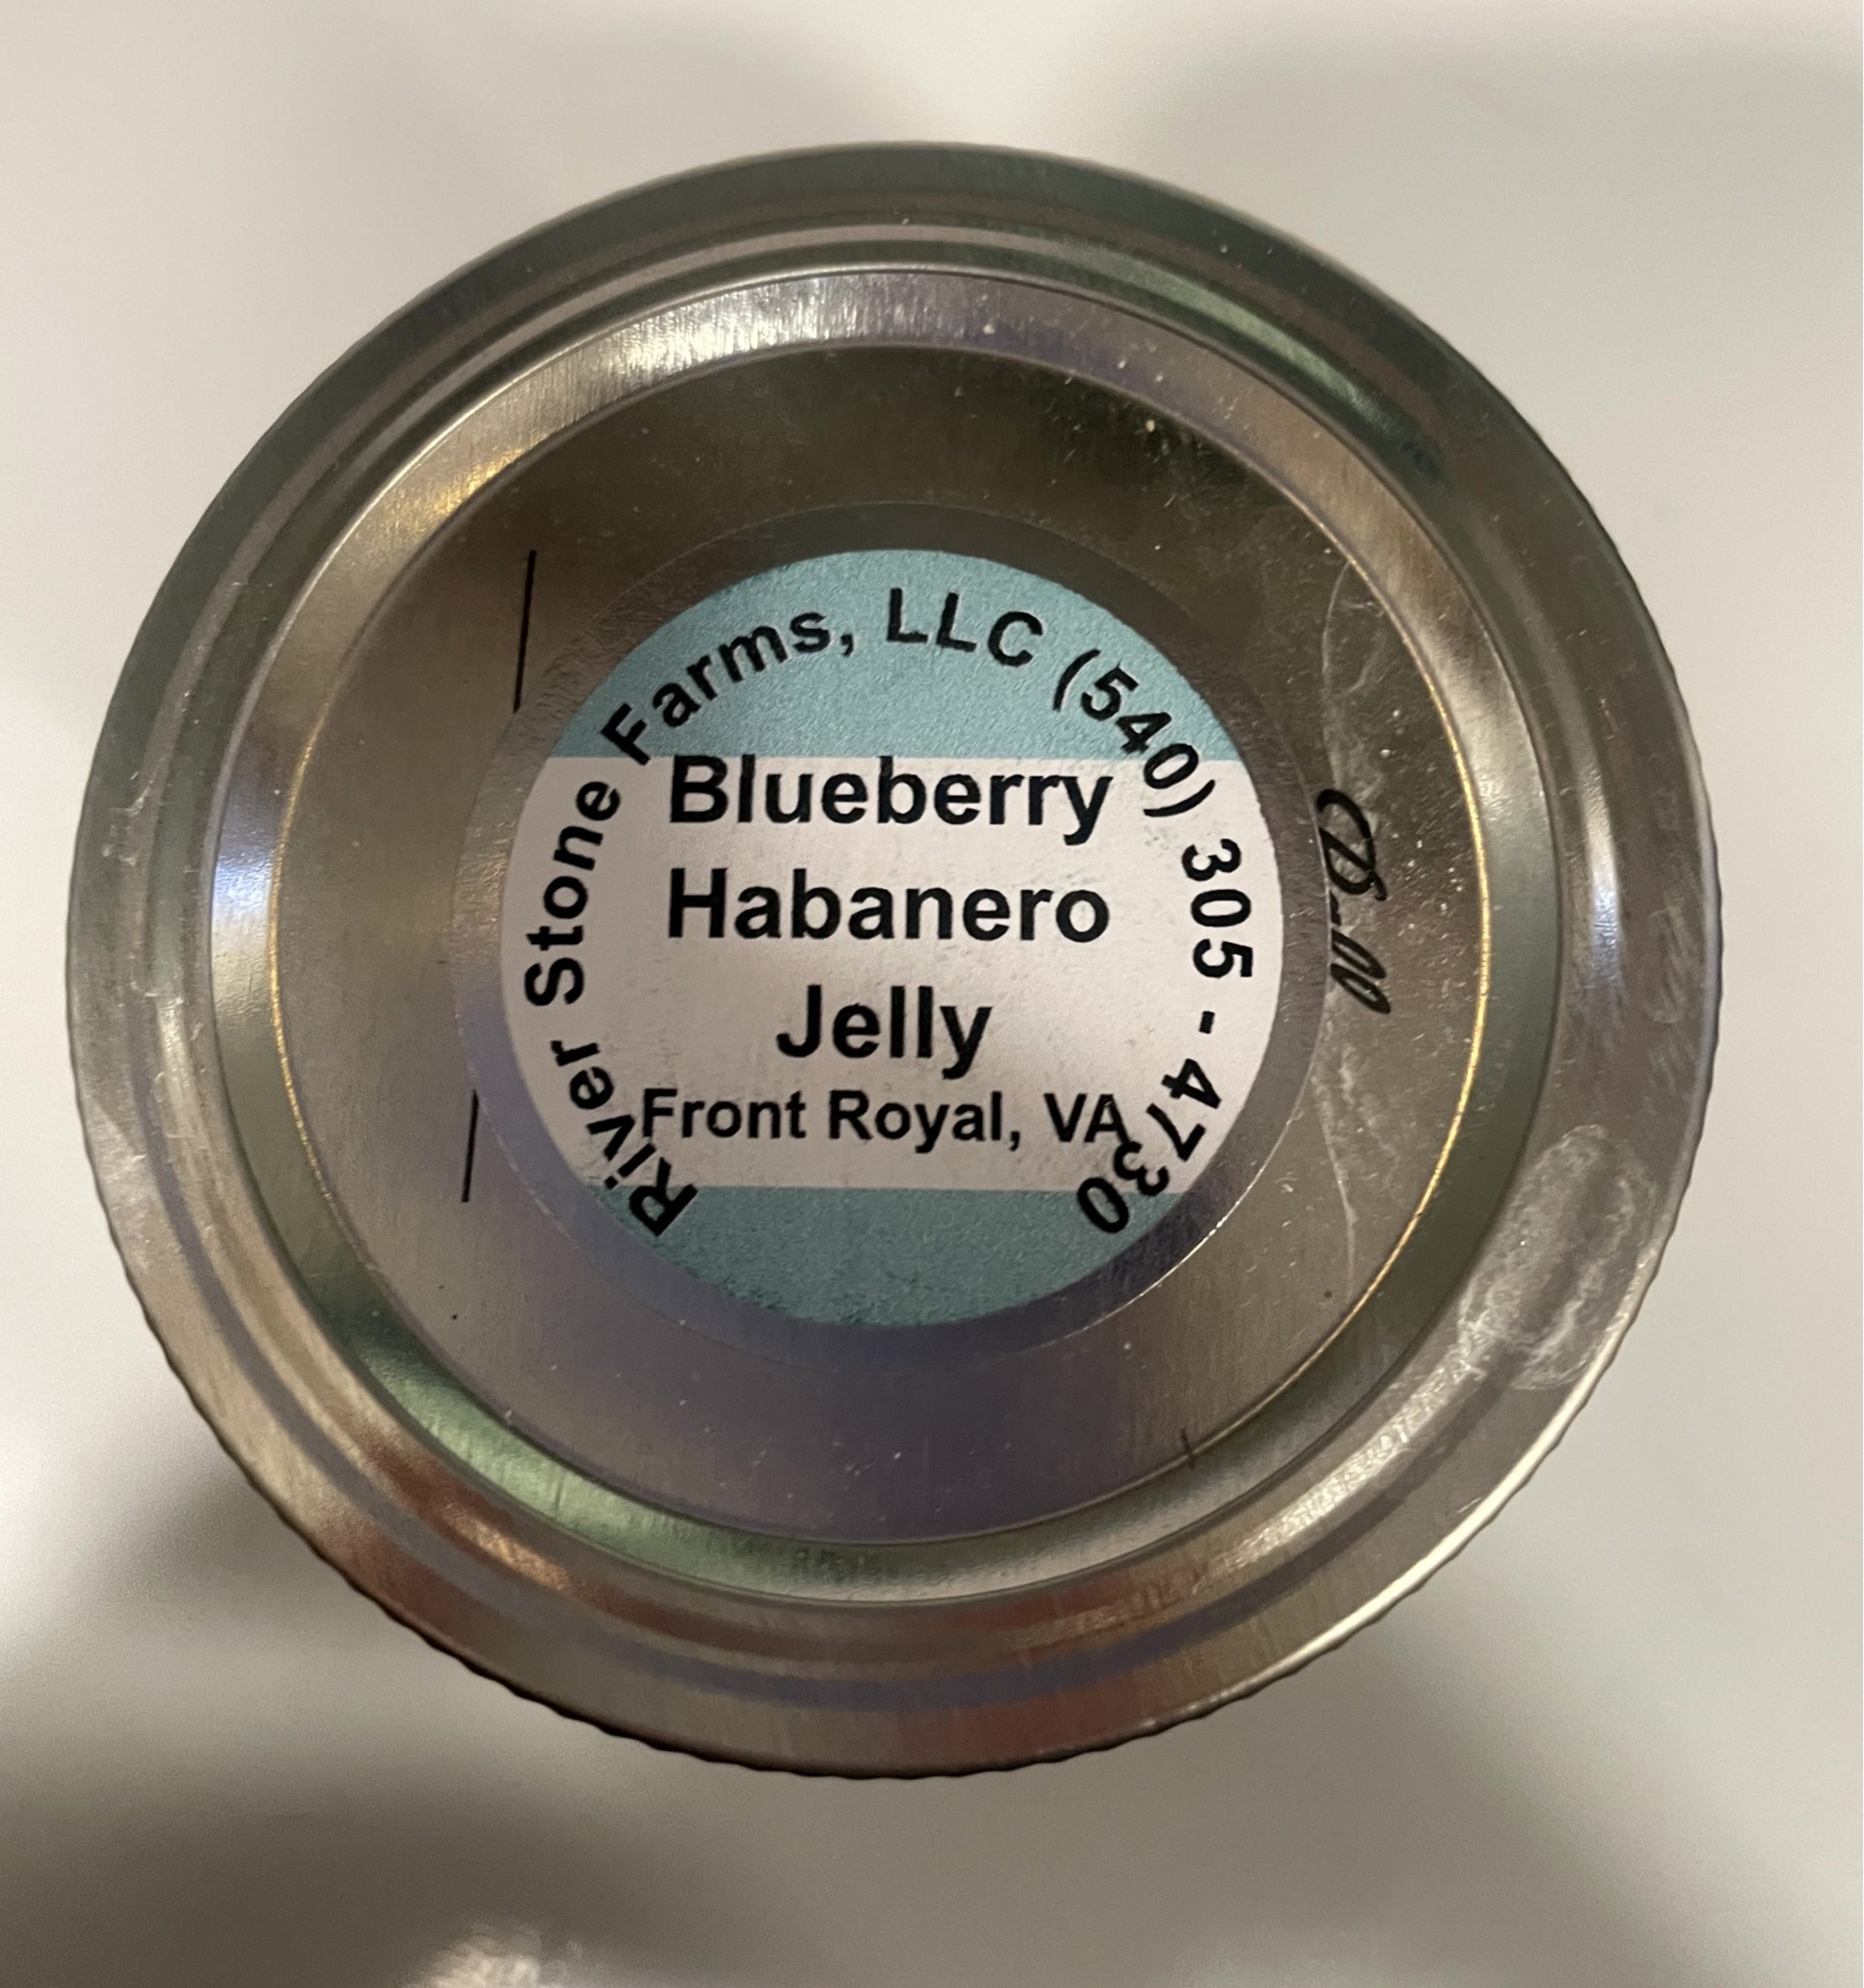 River Stone Farms, LLC (540) 305 - 4730
Blueberry
Habanero
Jelly
Front Royal, VA